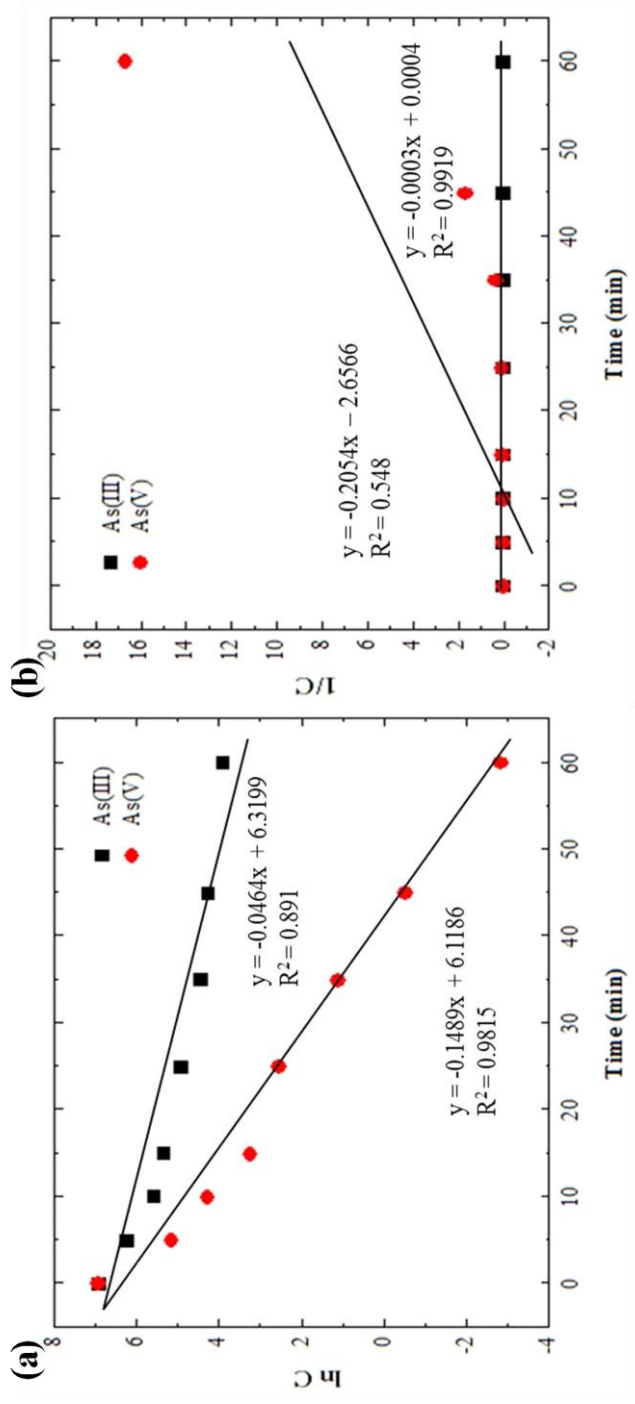 (a)
ln C
8
6
4
2
0
-2
-4
0
10
20
30
40
50
60
Time (min)
As(III)
As(V)
y = -0.0464x + 6.3199
R² = 0.891
y = -0.1489x + 6.1186
R² = 0.9815
(b)
1/C
20
18
16
14
12
10
8
6
4
2
0
-2
0
10
20
30
40
50
60
Time (min)
As(III)
As(V)
y = -0.2054x – 2.6566
R² = 0.548
y = -0.0003x + 0.0004
R² = 0.9919